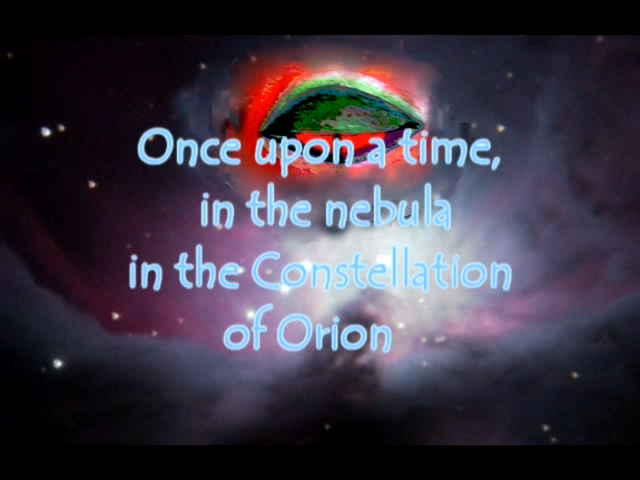 Once upon a time,
in the nebula
in the Constellation
of Orion